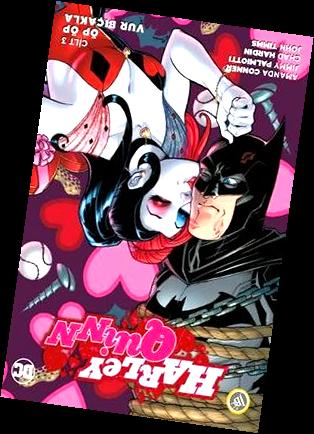 DC
HARLEY
QUINN
AMANDA CONNER
JIMMY PALMIOTTI
CHAD HARDIN
JOHN TIMMS
CİLT 3
ÖP ÖP
VUR BIÇAKLA